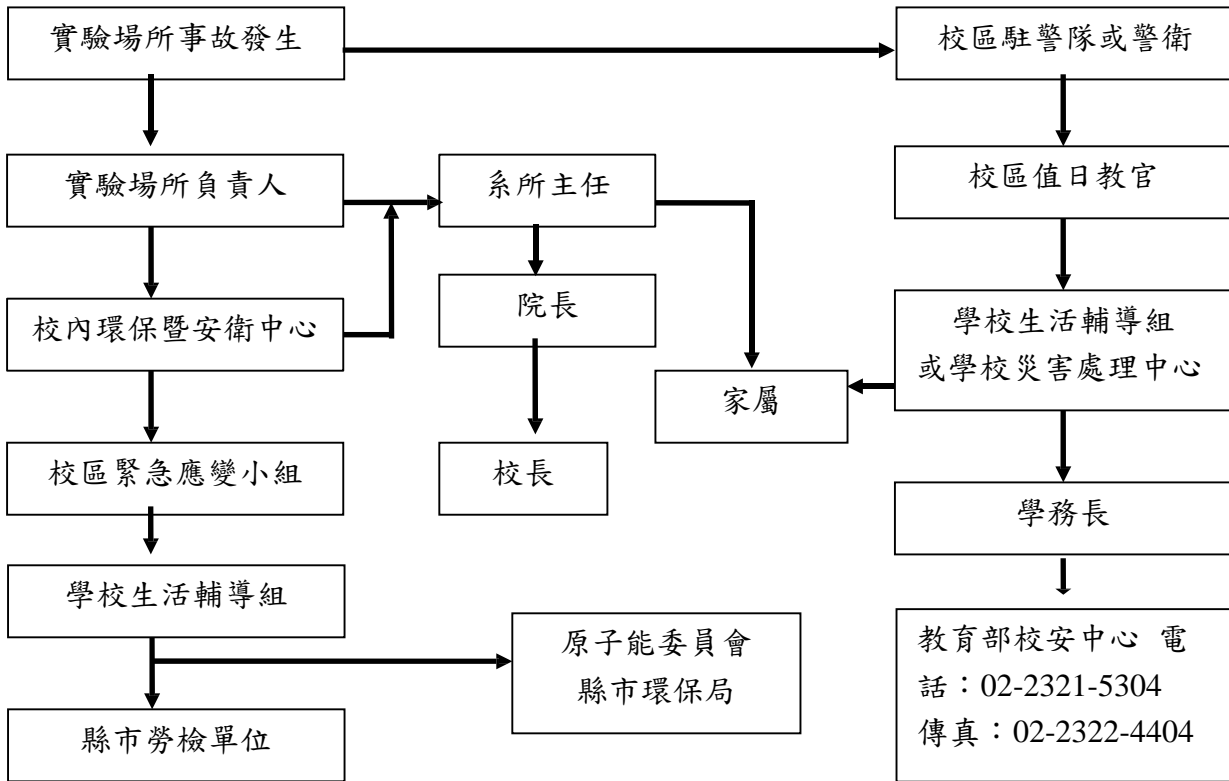 實驗場所事故發生
校區駐警隊或警衛
實驗場所負責人
系所主任
校區值日教官
校內環保暨安衛中心
院長
學校生活輔導組
或學校災害處理中心
家屬
校區緊急應變小組
校長
學務長
學校生活輔導組
原子能委員會
縣市環保局
教育部校安中心 電
話：02-2321-5304
傳真：02-2322-4404
縣市勞檢單位